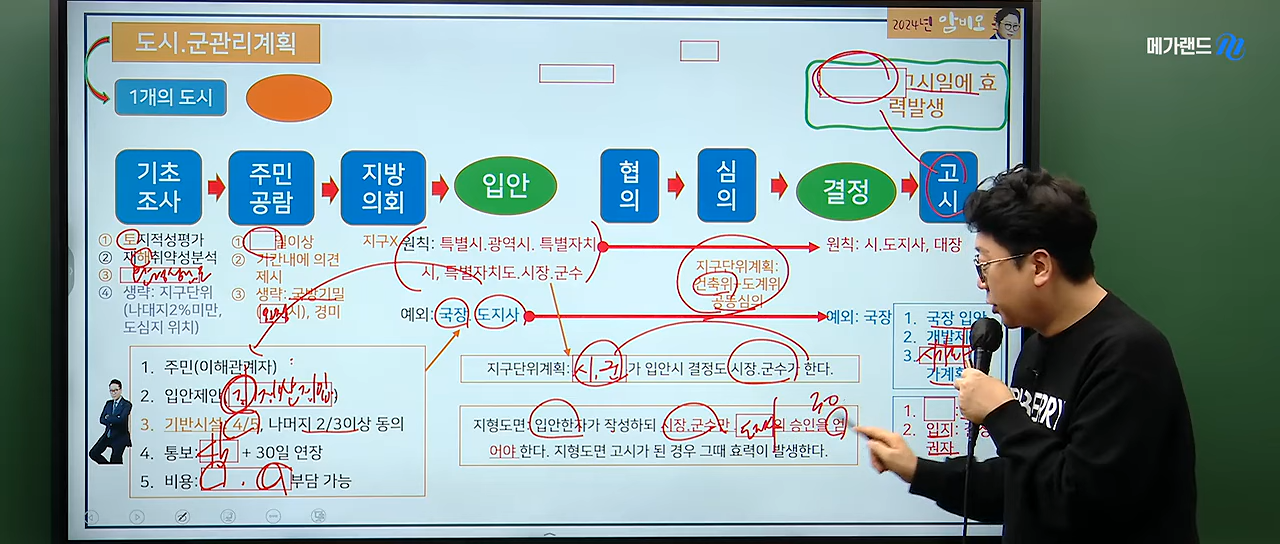 2024년
메가랜드
도시.군관리계획
1개의 도시
고시일에 효
력발생
기초
조사
주민
공람
지방
의회
입안
협
의
심
의
결정
고
시
① 토지적성평가
② 재해취약성분석
③
④ 생략: 지구단위
(나대지2%미만,
도심지 위치)
① 일이상
② 기간내에 의견
제시
③ 생략: 국방기밀
시), 경미
지구X
원칙: 특별시.광역시. 특별자치
시, 특별자치도.시장.군수
예외: 국장, 도지사
지구단위계획:
건축위+도계위
공동심의
원칙: 시.도지사, 대장
예외: 국장
1. 국장 입안
2. 개발제
3.
가계획
1. 주민(이해관계자) :
2. 입안제안
3. 기반시설 4/5, 나머지 2/3이상 동의
4. 통보: + 30일 연장
5. 비용: 부담 가능
지구단위계획: 시.군 가 입안시 결정도 시장.군수가 한다.
지형도면: 입안한자가 작성하되 시장.군수만 도지사의 승인을 얻
어야 한다. 지형도면 고시가 된 경우 그때 효력이 발생한다.
1.
2. 입지:
권자